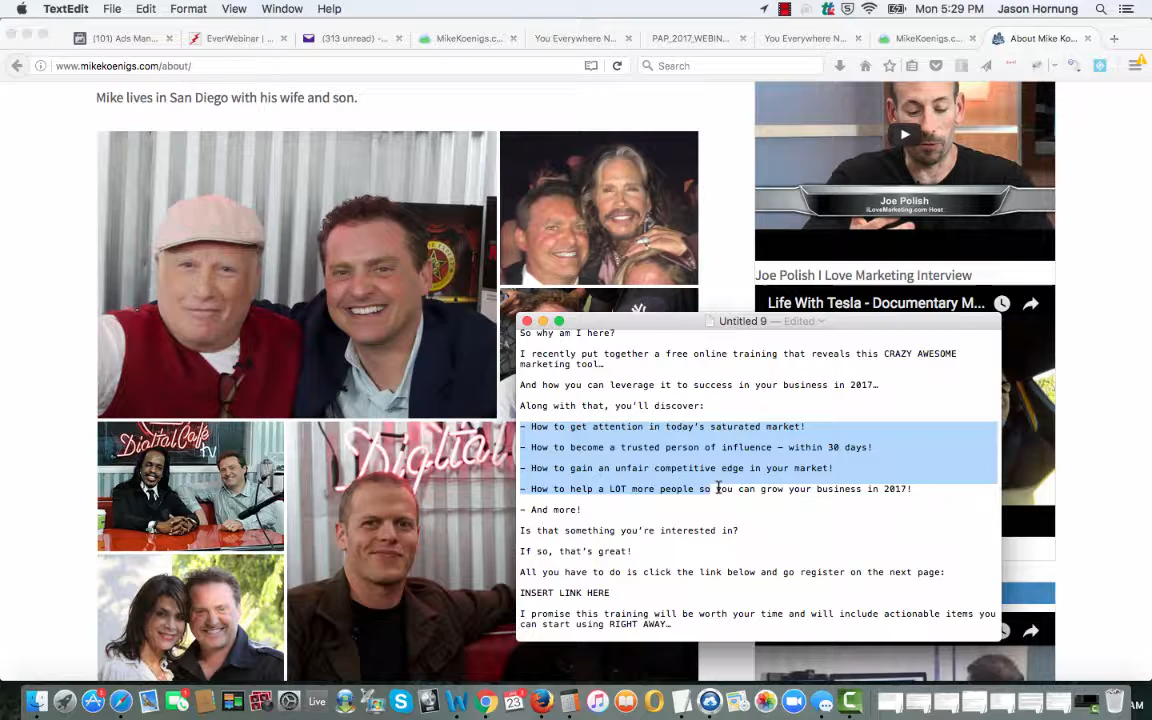 TextEdit File Edit Format View Window Help Mon 5:29 PM Jason Hornung
(101) Ads Man... EverWebinar | ... (313 unread) -... MikeKoenigs.c... You Everywhere N... PAP_2017_WEBIN... You Everywhere N... MikeKoenigs.c... About Mike Ko...
www.mikekoenigs.com/about/ Search
Mike lives in San Diego with his wife and son.
Joe Polish
iLoveMarketing.com Host
Joe Polish I Love Marketing Interview
Life With Tesla - Documentary M...
Untitled 9 — Edited
So why am I here?
I recently put together a free online training that reveals this CRAZY AWESOME
marketing tool…
And how you can leverage it to success in your business in 2017…
Along with that, you'll discover:
- How to get attention in today's saturated market!
- How to become a trusted person of influence – within 30 days!
- How to gain an unfair competitive edge in your market!
- How to help a LOT more people so you can grow your business in 2017!
- And more!
Is that something you're interested in?
If so, that's great!
All you have to do is click the link below and go register on the next page:
INSERT LINK HERE
I promise this training will be worth your time and will include actionable items you
can start using RIGHT AWAY…
Digital Café
TV
Digital
Live
23
AM